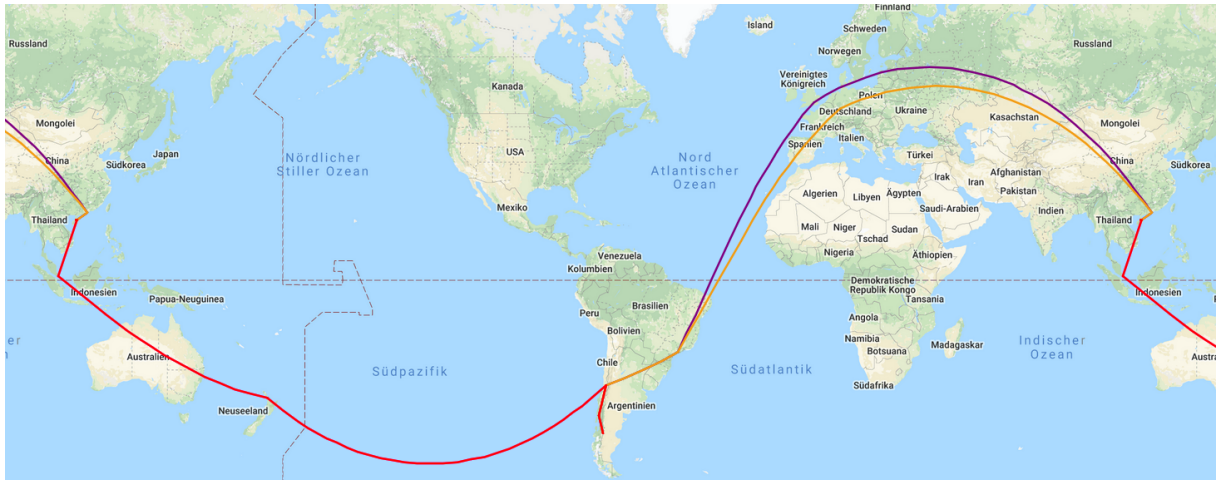 Finnland
Island
Schweden
Russland
Norwegen
Russland
Vereinigtes
Königreich
Kanada
Polen
Deutschland
Ukraine
Mongolei
Kasachstan
Mongolei
Frankreich
Italien
Spanien
Japan
Südkorea
China
USA
Nördlicher
Stiller Ozean
Nord
Atlantischer
Ozean
Türkei
China
Südkorea
Afghanistan
Irak
Iran
Pakistan
Algerien
Libyen
Ägypten
Mexiko
Saudi-Arabien
Indien
Thailand
Mali
Niger
Sudan
Tschad
Thailand
Nigeria
Äthiopien
Venezuela
Kolumbien
Demokratische
Republik Kongo
Indonesien
Papua-Neuguinea
Indonesien
Tansania
Brasilien
Peru
Angola
Bolivien
Namibia
Botsuana
Madagaskar
Indischer
Ozean
Australien
Chile
Südpazifik
Südatlantik
Südafrika
Neuseeland
Argentinien